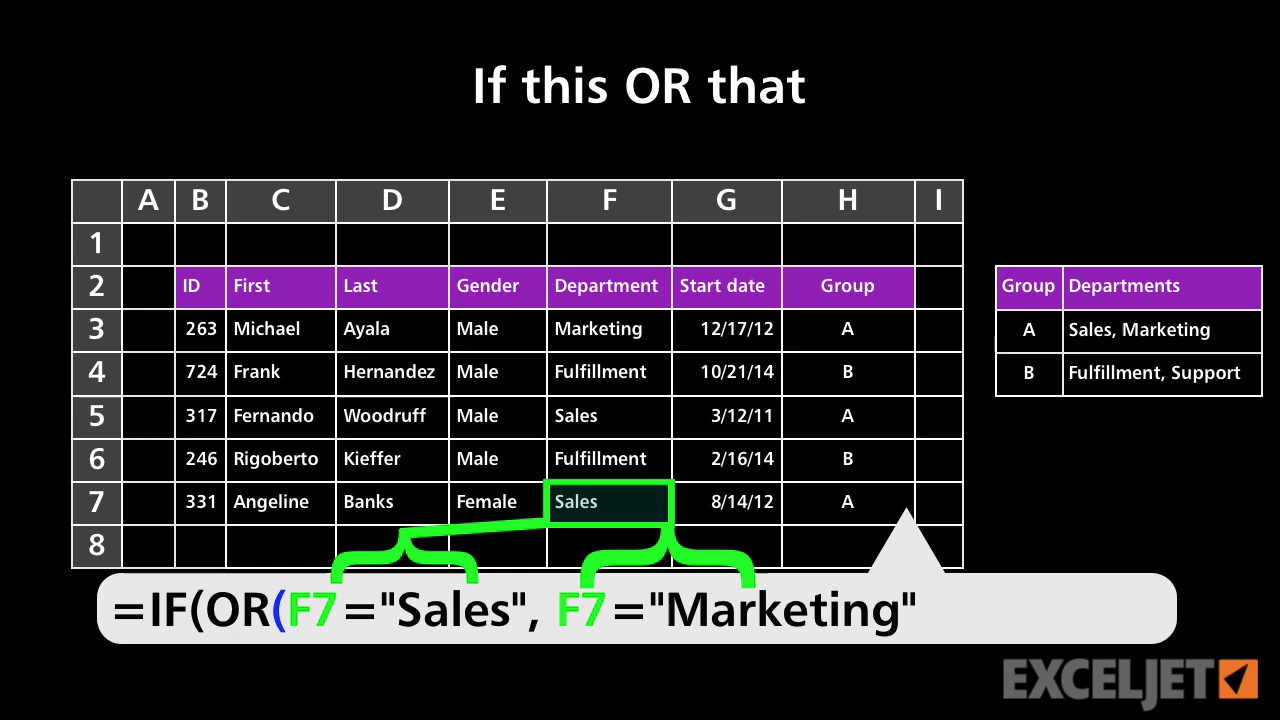 If this OR that
A B C D E F G H I
1
2 ID First Last Gender Department Start date Group
3 263 Michael Ayala Male Marketing 12/17/12 A
4 724 Frank Hernandez Male Fulfillment 10/21/14 B
5 317 Fernando Woodruff Male Sales 3/12/11 A
6 246 Rigoberto Kieffer Male Fulfillment 2/16/14 B
7 331 Angeline Banks Female Sales 8/14/12 A
8
Group Departments
A Sales, Marketing
B Fulfillment, Support
=IF(OR(F7="Sales", F7="Marketing"
EXCELJET